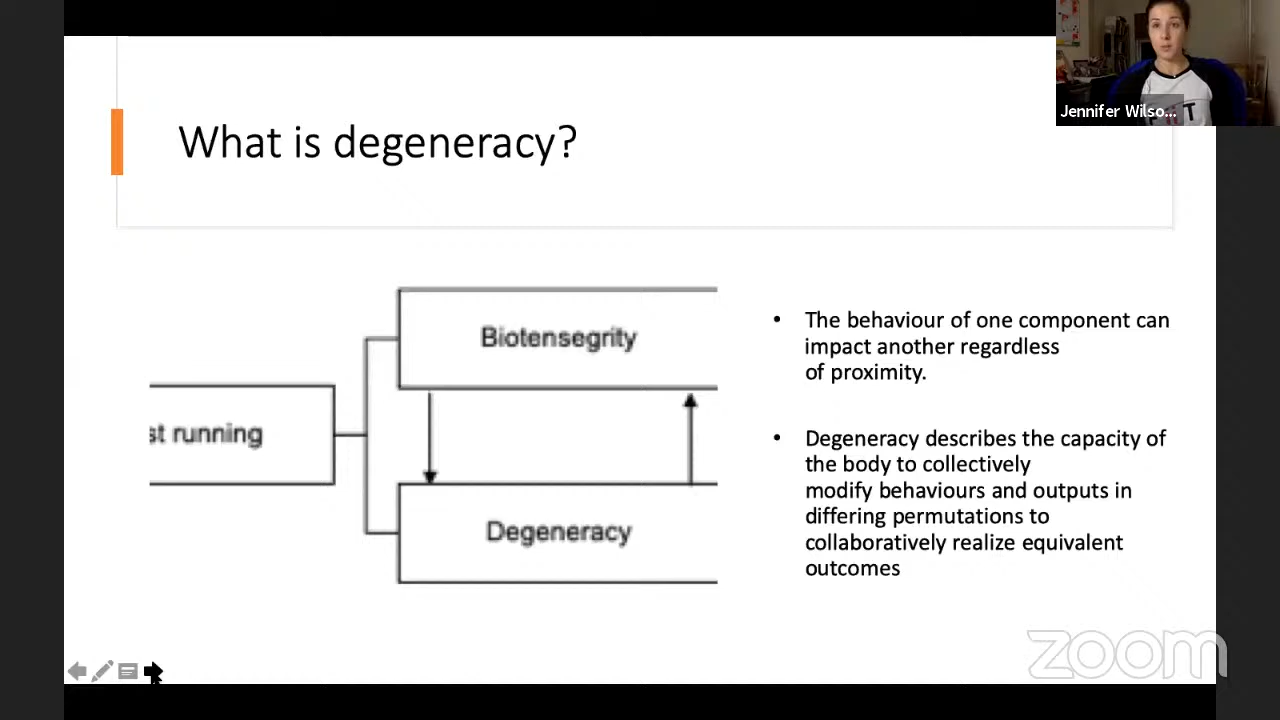 What is degeneracy?
Jennifer Wilso...
Biotensegrity
st running
Degeneracy
• The behaviour of one component can
impact another regardless
of proximity.
• Degeneracy describes the capacity of
the body to collectively
modify behaviours and outputs in
differing permutations to
collaboratively realize equivalent
outcomes
zoom